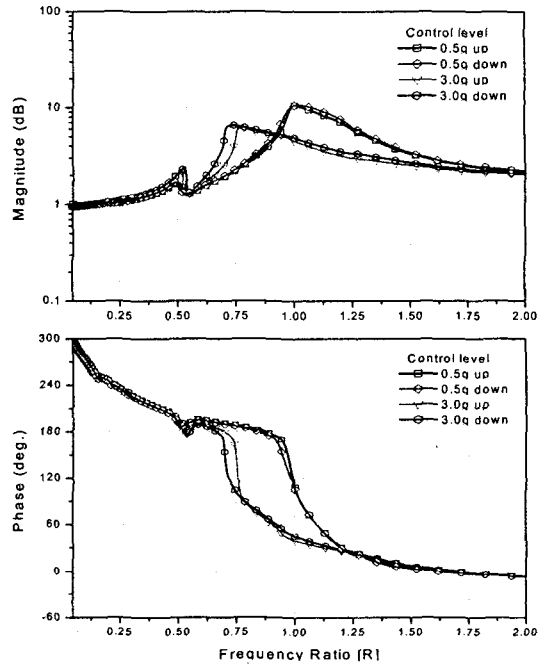 100
10
1
0.1
Magnitude (dB)
Control level
0.5g up
0.5g down
3.0g up
3.0g down
0.25
0.50
0.75
1.00
1.25
1.50
1.75
2.00
300
240
180
120
60
0
-60
Phase (deg.)
Control level
0.5g up
0.5g down
3.0g up
3.0g down
0.25
0.50
0.75
1.00
1.25
1.50
1.75
2.00
Frequency Ratio [R]